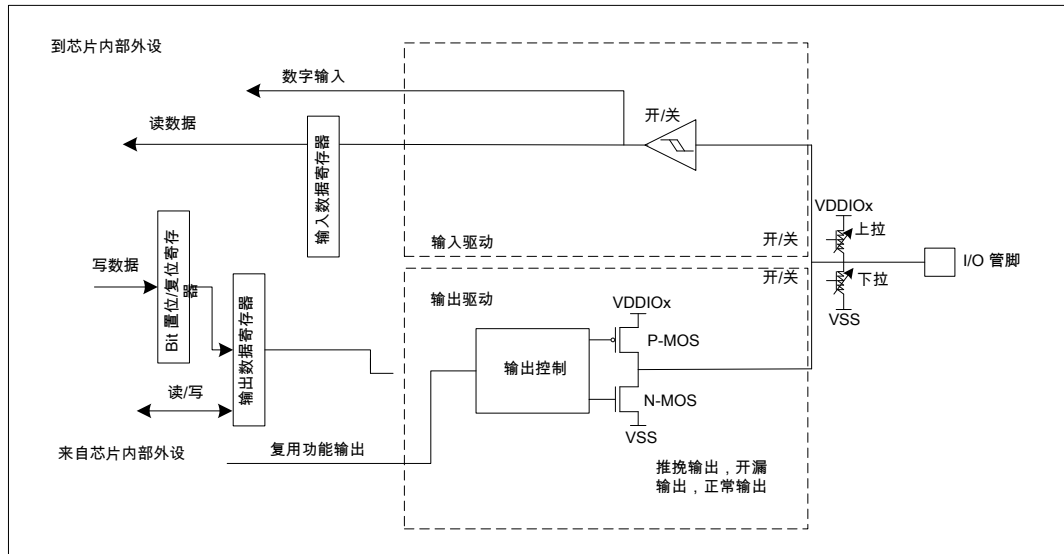 到芯片内部外设
数字输入
开/关
读数据
输入数据寄存器
VDDIOx
上拉
输入驱动
开/关
I/O 管脚
写数据
Bit 置位/复位寄存
器
开/关
下拉
输出数据寄存器
输出驱动
VDDIOx
VSS
P-MOS
输出控制
读/写
N-MOS
VSS
来自芯片内部外设
复用功能输出
推挽输出，开漏
输出，正常输出